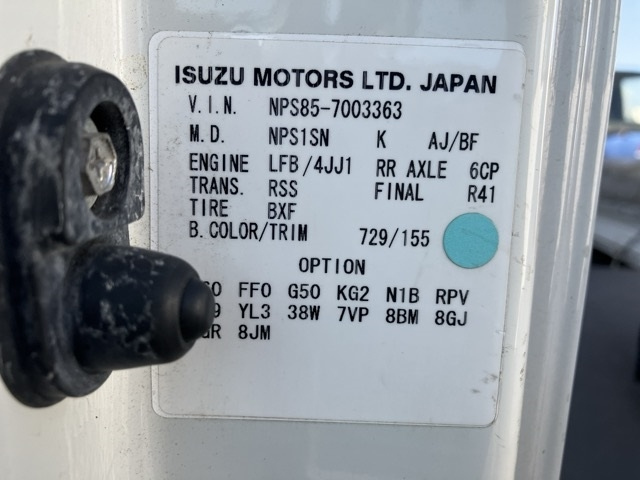 ISUZU MOTORS LTD. JAPAN
V.I.N. NPS85-7003363
M.D. NPS1SN K AJ/BF
ENGINE LFB/4JJ1 RR AXLE 6CP
TRANS. RSS FINAL R41
TIRE BXF
B.COLOR/TRIM 729/155
OPTION
FF0 G50 KG2 N1B RPV
YL3 38W 7VP 8BM 8GJ
8JM